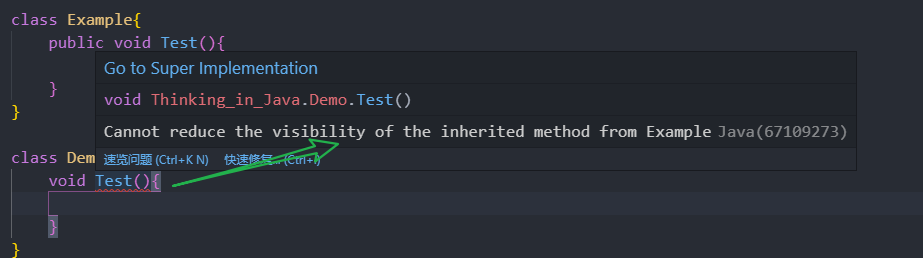 class Example{
public void Test(){
Go to Super Implementation
}
void Thinking_in_Java.Demo.Test()
}
Cannot reduce the visibility of the inherited method from Example Java(67109273)
class Dem
速览问题 (Ctrl+K N) 快速修复... (Ctrl+.)
void Test(){
}
}